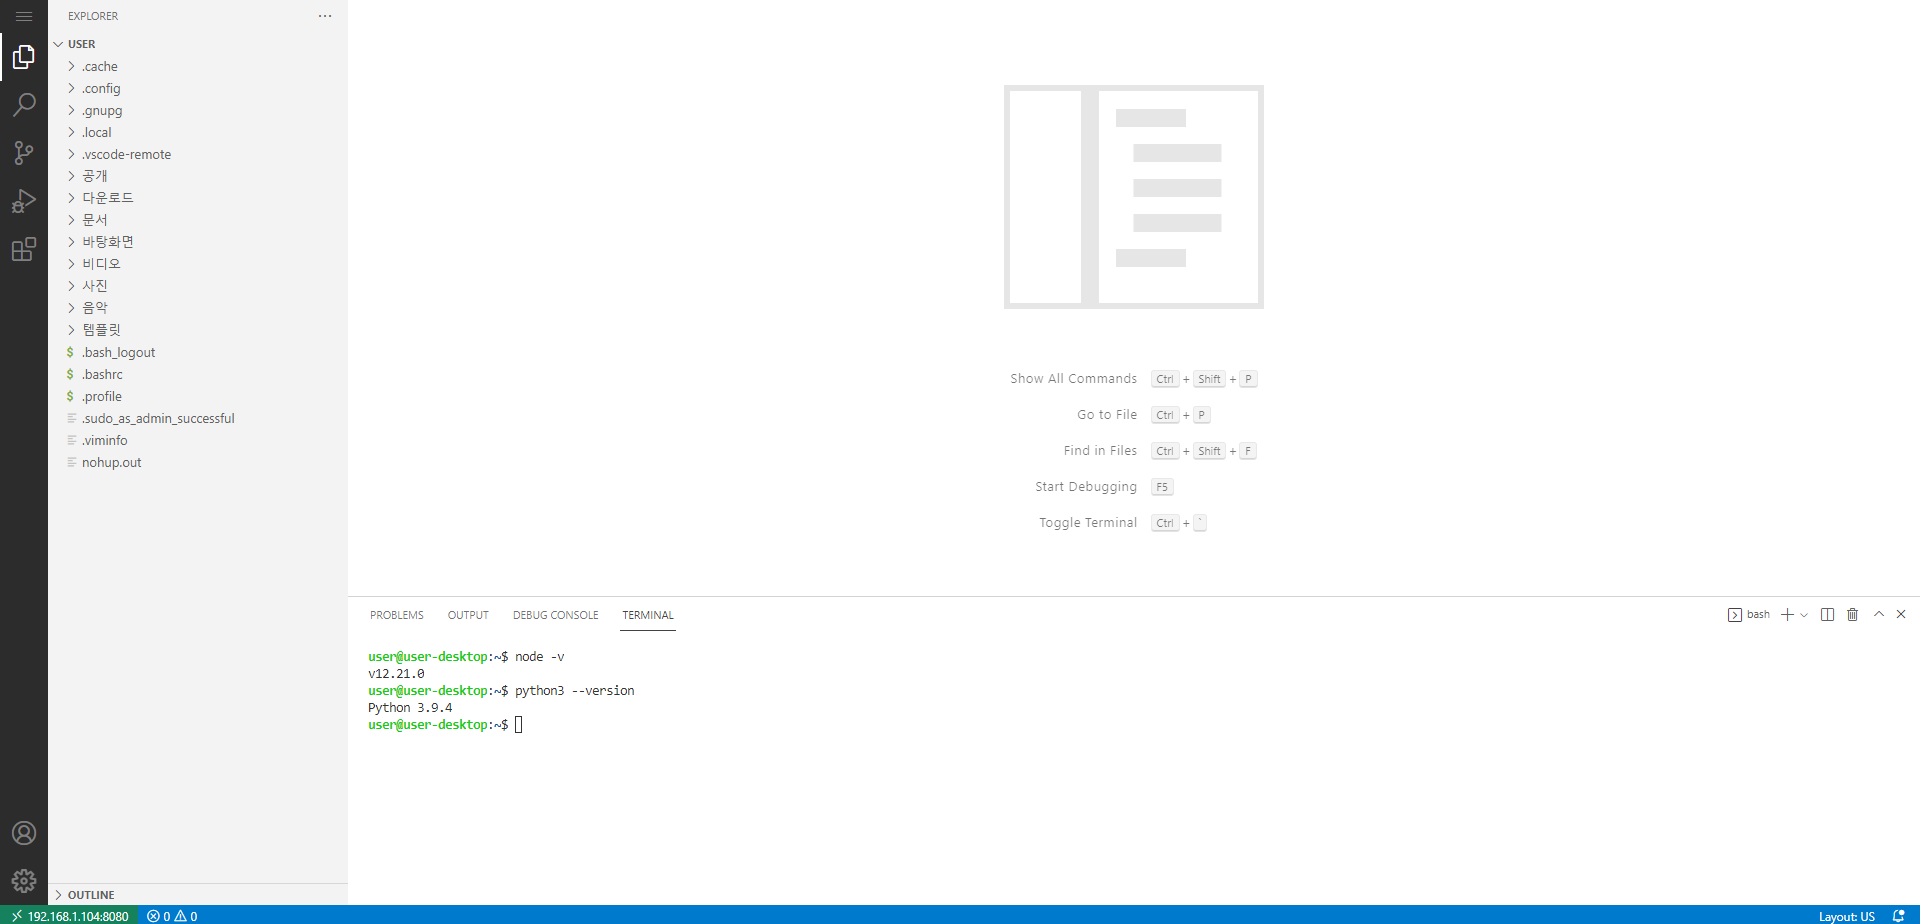 EXPLORER
USER
.cache
.config
.gnupg
.local
.vscode-remote
공개
다운로드
문서
바탕화면
비디오
사진
음악
템플릿
$ .bash_logout
$ .bashrc
$ .profile
.sudo_as_admin_successful
.viminfo
nohup.out
OUTLINE
Show All Commands Ctrl + Shift + P
Go to File Ctrl + P
Find in Files Ctrl + Shift + F
Start Debugging F5
Toggle Terminal Ctrl + `
PROBLEMS OUTPUT DEBUG CONSOLE TERMINAL bash
user@user-desktop:~$ node -v
v12.21.0
user@user-desktop:~$ python3 --version
Python 3.9.4
user@user-desktop:~$
192.168.1.104:8080 0 0 Layout: US